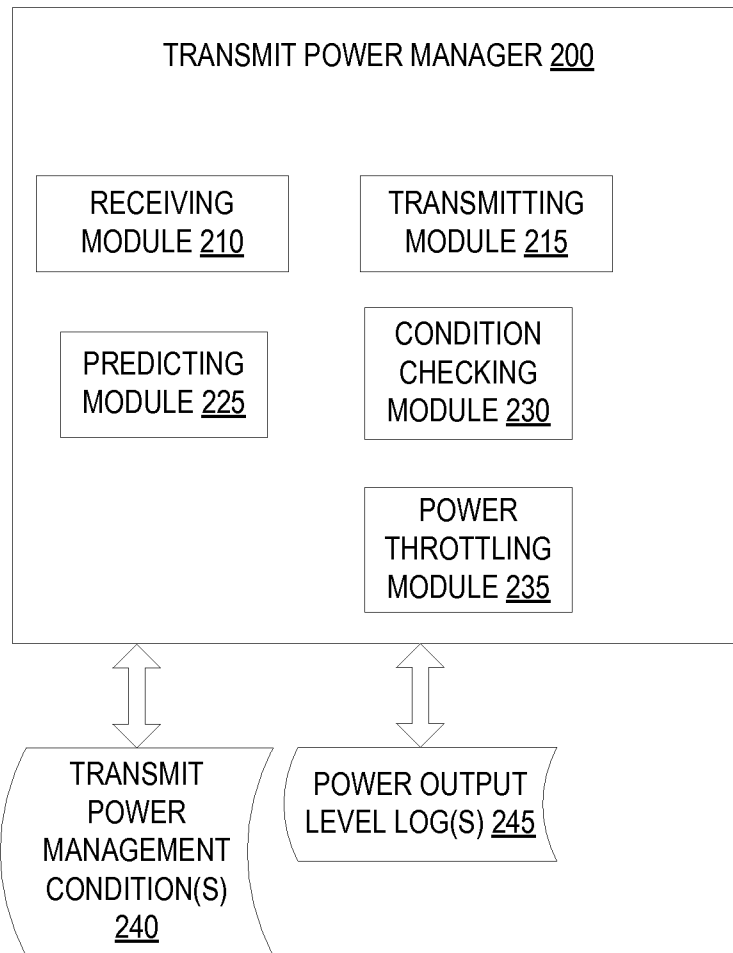 TRANSMIT POWER MANAGER 200
RECEIVING
MODULE 210
TRANSMITTING
MODULE 215
PREDICTING
MODULE 225
CONDITION
CHECKING
MODULE 230
POWER
THROTTLING
MODULE 235
TRANSMIT
POWER
MANAGEMENT
CONDITION(S)
240
POWER OUTPUT
LEVEL LOG(S) 245